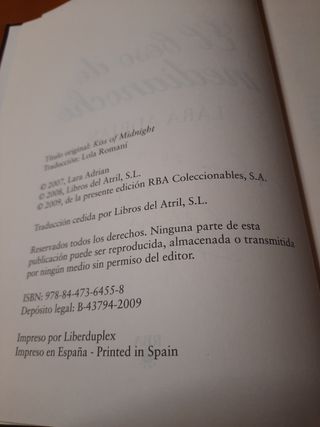 Título original: Kiss of Midnight
Traducción: Lola Romaní
© 2007, Lara Adrian
© 2008, Libros del Atril, S.L.
© 2009, de la presente edición RBA Coleccionables, S.A.
Traducción cedida por Libros del Atril, S.L.
Reservados todos los derechos. Ninguna parte de esta
publicación puede ser reproducida, almacenada o transmitida
por ningún medio sin permiso del editor.
ISBN: 978-84-473-6455-8
Depósito legal: B-43794-2009
Impreso por Liberduplex
Impreso en España - Printed in Spain